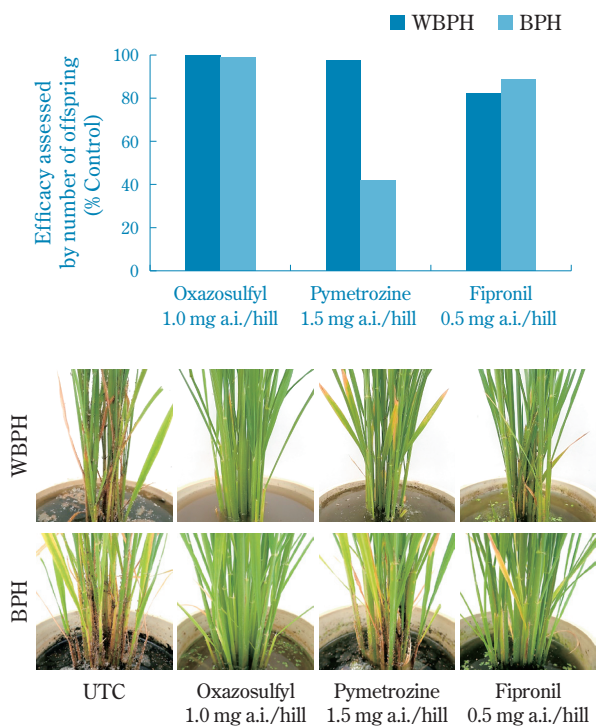 WBPH BPH
Efficacy assessed
by number of offspring
(% Control)
100
80
60
40
20
0
Oxazosulfyl
1.0 mg a.i./hill
Pymetrozine
1.5 mg a.i./hill
Fipronil
0.5 mg a.i./hill
WBPH
BPH
UTC
Oxazosulfyl
1.0 mg a.i./hill
Pymetrozine
1.5 mg a.i./hill
Fipronil
0.5 mg a.i./hill